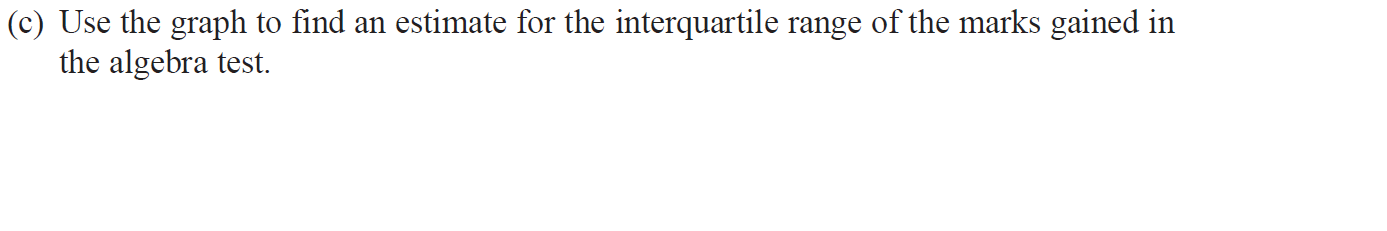 (c) Use the graph to find an estimate for the interquartile range of the marks gained in
the algebra test.